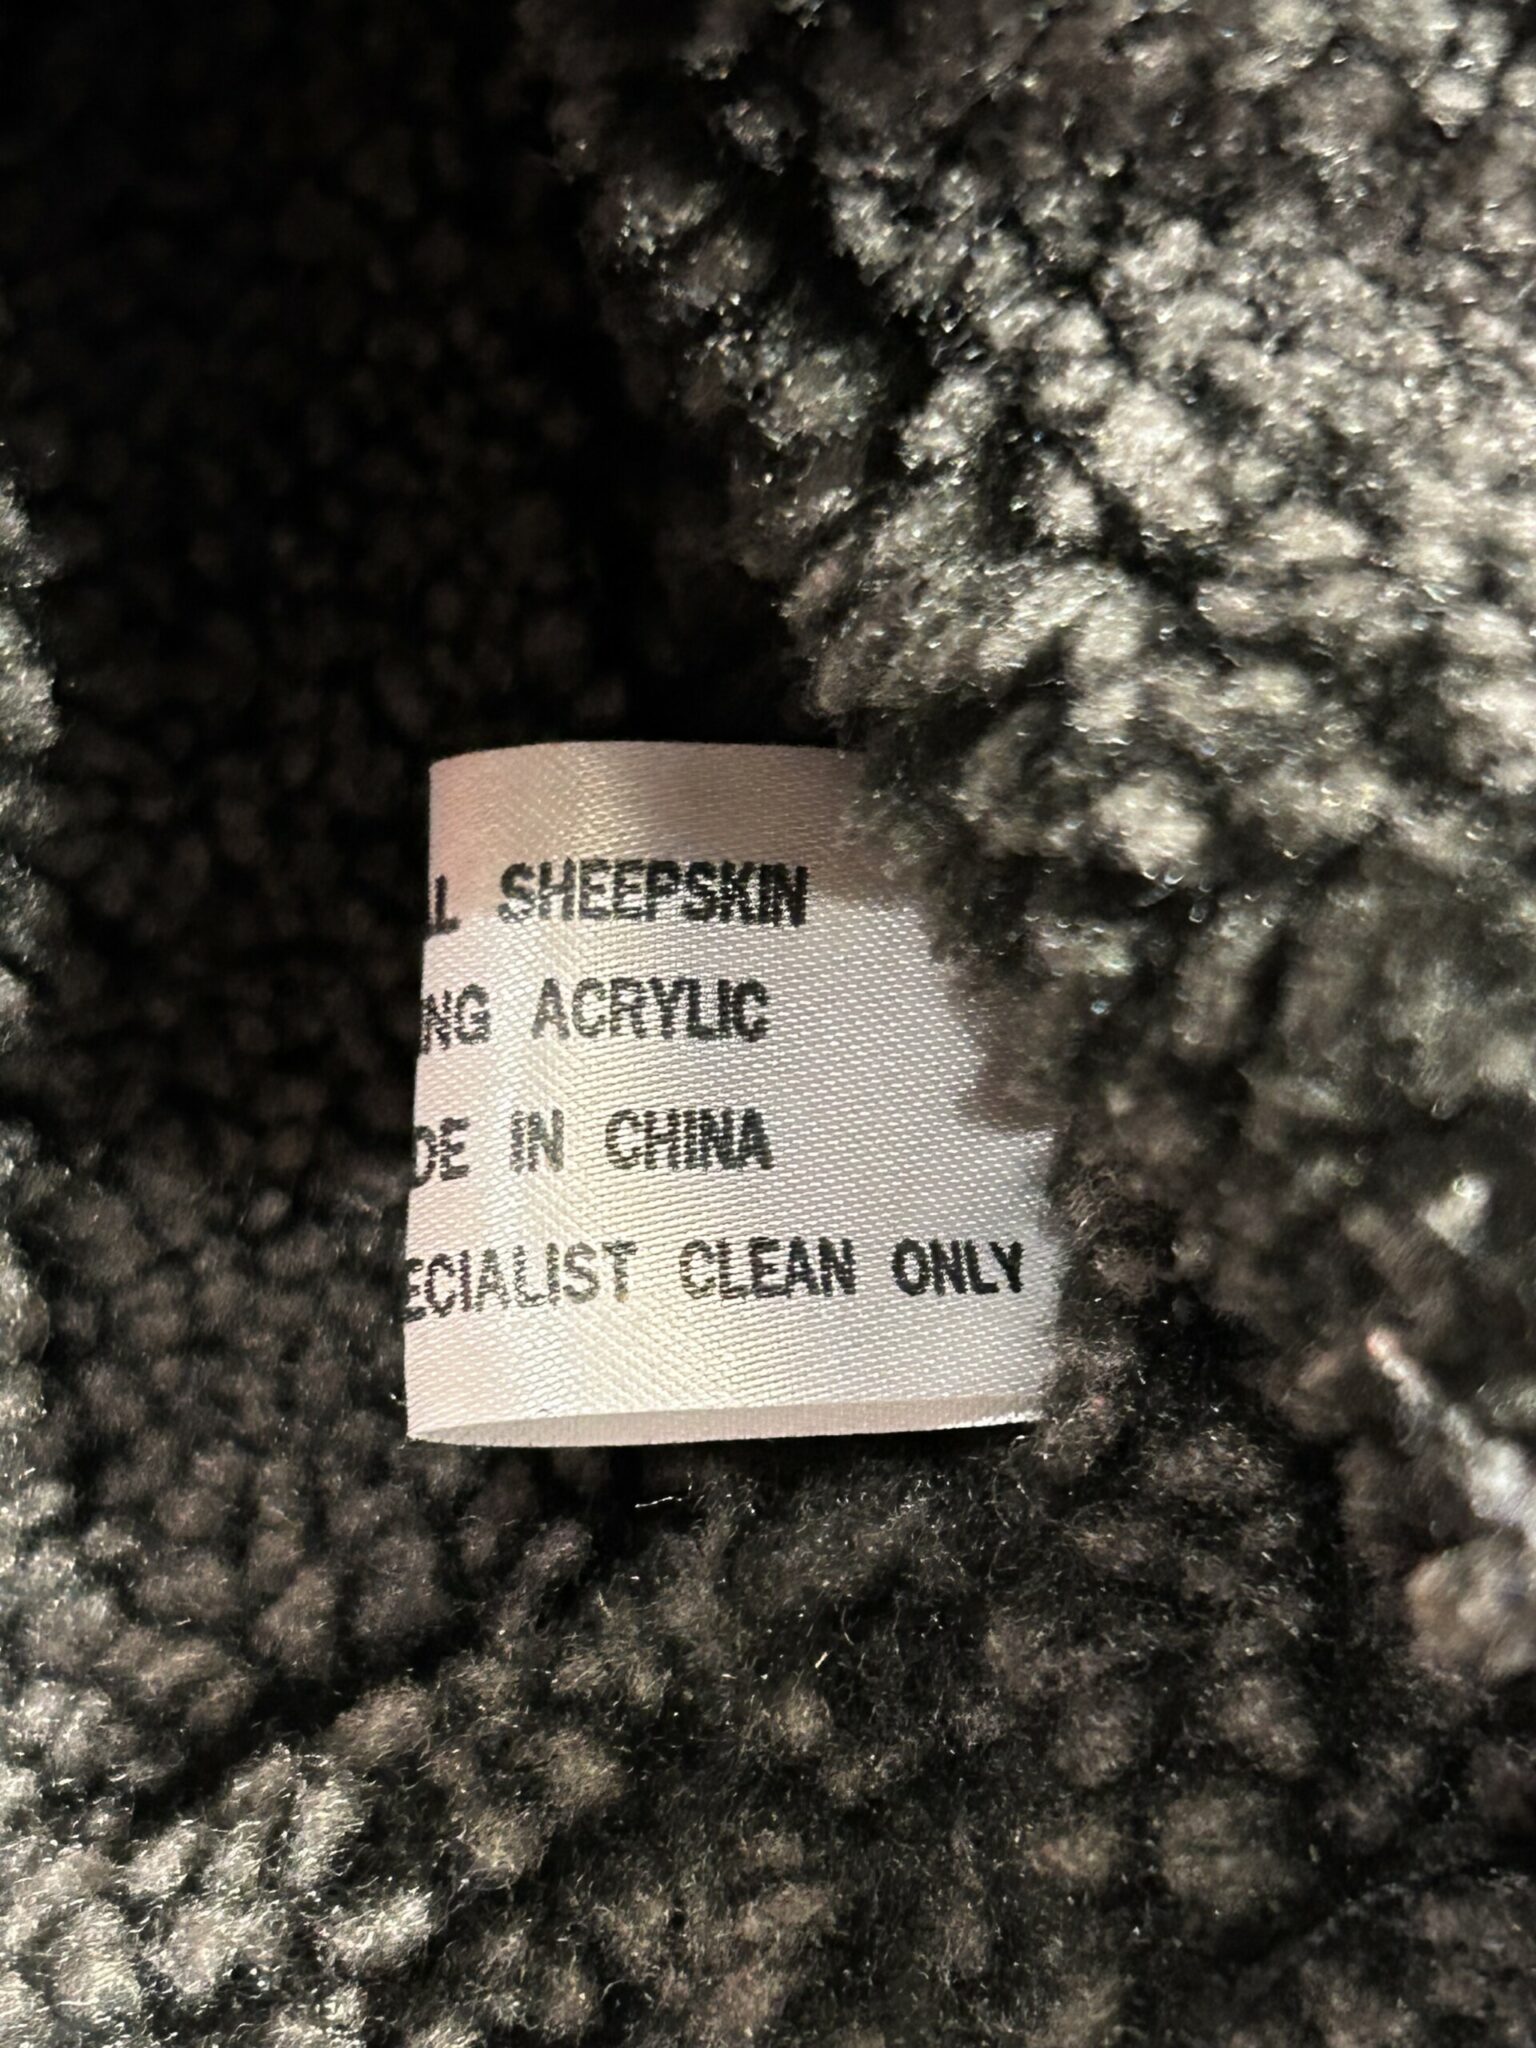 L SHEEPSKIN
NG ACRYLIC
DE IN CHINA
ECIALIST CLEAN ONLY